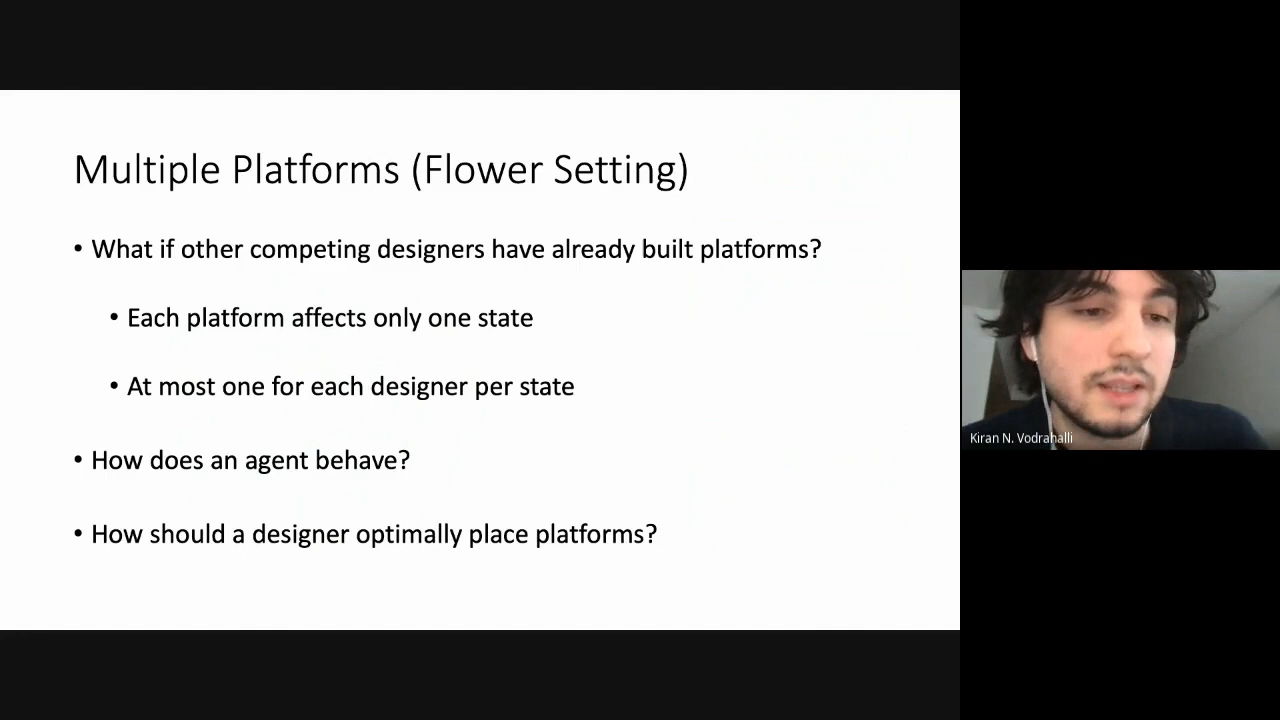 Multiple Platforms (Flower Setting)
• What if other competing designers have already built platforms?
• Each platform affects only one state
• At most one for each designer per state
• How does an agent behave?
• How should a designer optimally place platforms?
Kiran N. Vodrahalli